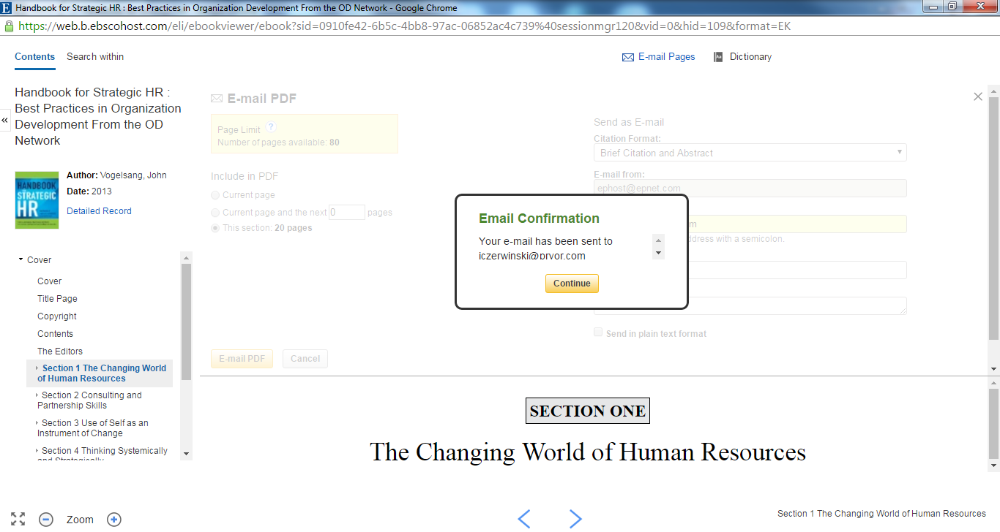 Handbook for Strategic HR : Best Practices in Organization Development From the OD Network - Google Chrome
https://web.b.ebscohost.com/eli/ebookviewer/ebook?sid=0910fe42-6b5c-4bb8-97ac-06852ac4c739%40sessionmgr120&vid=0&hid=109&format=EK
Contents Search within
E-mail Pages Dictionary
Handbook for Strategic HR :
Best Practices in Organization
Development From the OD
Network
HANDBOOK
STRATEGIC
HR
Author: Vogelsang, John
Date: 2013
Detailed Record
Cover
Cover
Title Page
Copyright
Contents
The Editors
Section 1 The Changing World
of Human Resources
Section 2 Consulting and
Partnership Skills
Section 3 Use of Self as an
Instrument of Change
Section 4 Thinking Systemically
and Strategically
E-mail PDF
Page Limit ?
Number of pages available: 80
Include in PDF
Current page
Current page and the next 0 pages
This section: 20 pages
E-mail PDF Cancel
Send as E-mail
Citation Format:
Brief Citation and Abstract
E-mail from:
ephost@epnet.com
m
ddress with a semicolon.
Send in plain text format
Email Confirmation
Your e-mail has been sent to
jczerwinski@pryor.com
Continue
SECTION ONE
The Changing World of Human Resources
Zoom
Section 1 The Changing World of Human Resources